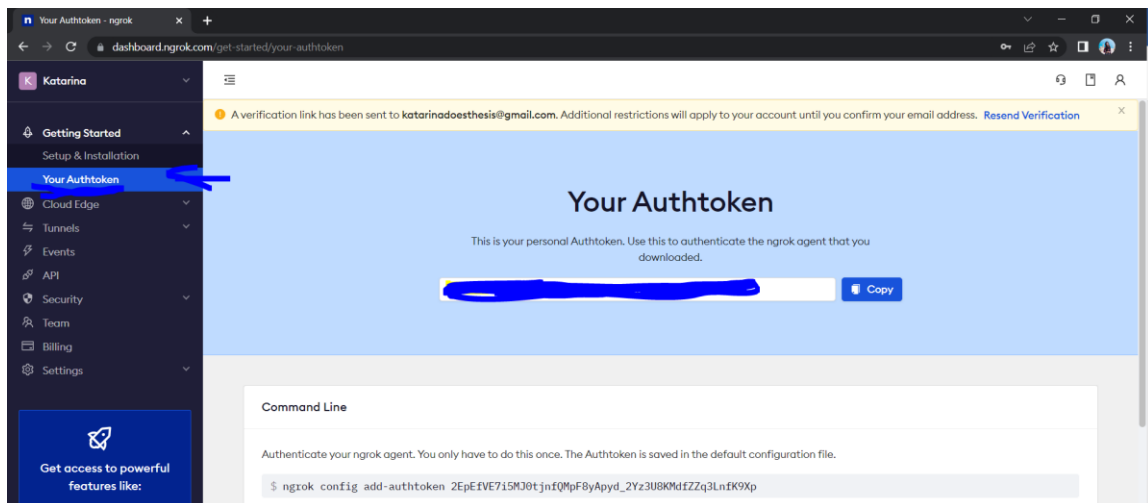 Your Authtoken - ngrok
dashboard.ngrok.com/get-started/your-authtoken
K Katarina
A verification link has been sent to katarinadoesthesis@gmail.com. Additional restrictions will apply to your account until you confirm your email address. Resend Verification
Getting Started
Setup & Installation
Your Authtoken
Cloud Edge
Tunnels
Events
API
Security
Team
Billing
Settings
Get access to powerful
features like:
Your Authtoken
This is your personal Authtoken. Use this to authenticate the ngrok agent that you
downloaded.
Copy
Command Line
Authenticate your ngrok agent. You only have to do this once. The Authtoken is saved in the default configuration file.
$ ngrok config add-authtoken 2EpEfVE7i5MJ0tjnfQMpF8yApyd_2Yz3U8KMdfZZq3LnfK9Xp